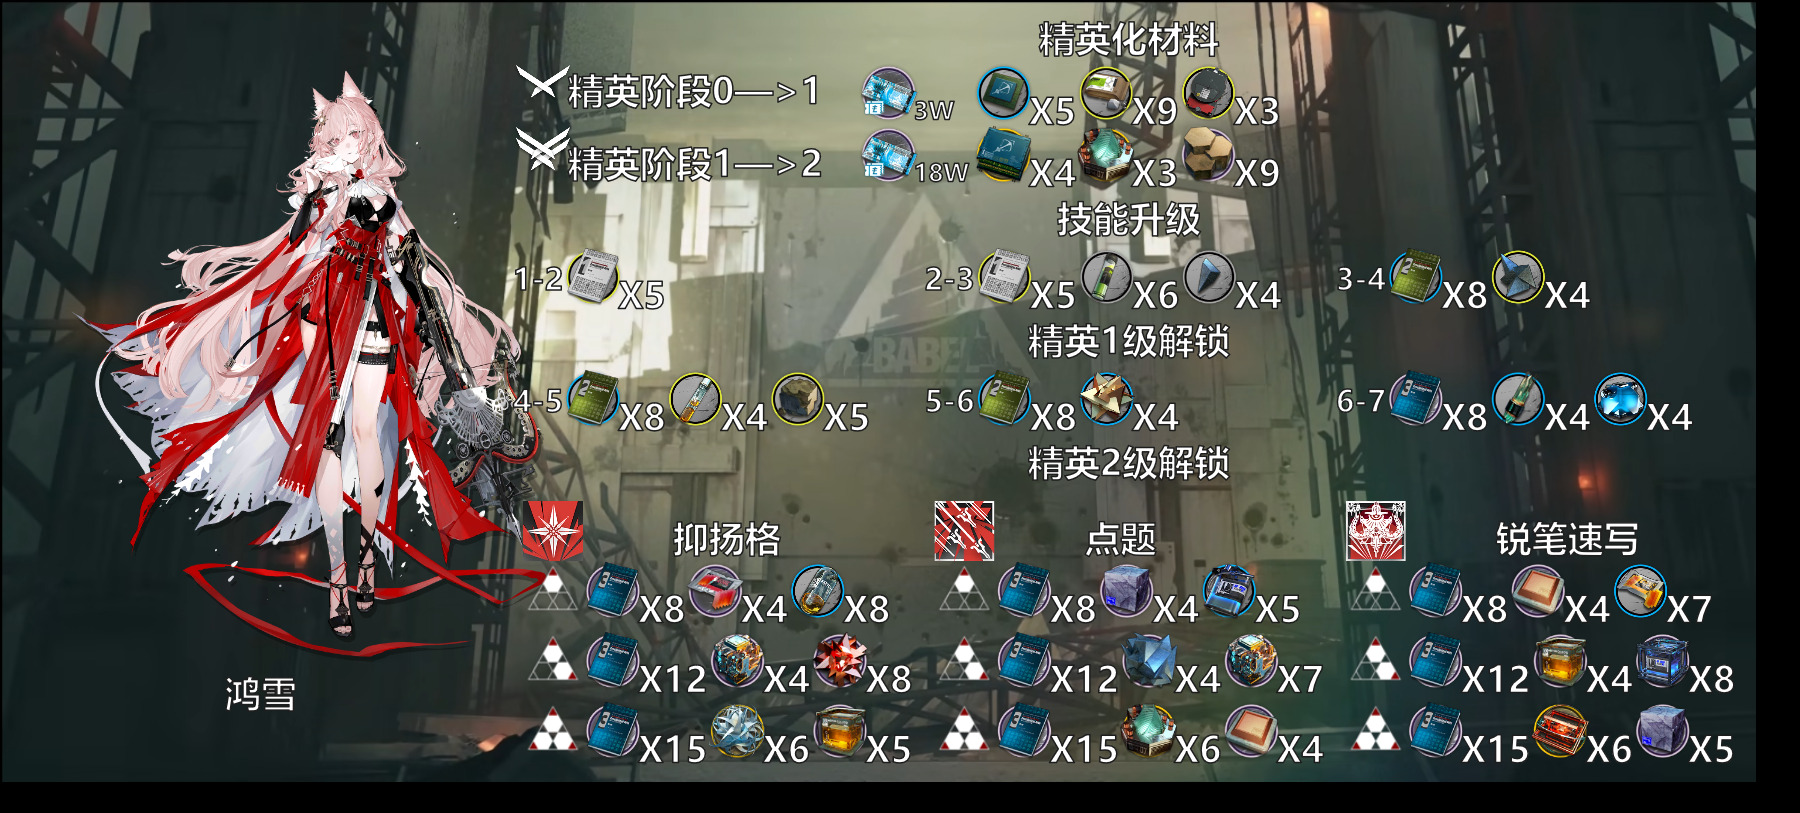 精英化材料
精英阶段0—>1 3W X5 X9 X3
精英阶段1—>2 18W X4 X3 X9
技能升级
1-2 X5 2-3 X5 X6 X4 3-4 X8 X4
精英1级解锁
4-5 X8 X4 X5 5-6 X8 X4 6-7 X8 X4 X4
精英2级解锁
抑扬格 点题 锐笔速写
X8 X4 X8 X8 X4 X5 X8 X4 X7
X12 X4 X8 X12 X4 X7 X12 X4 X8
X15 X6 X5 X15 X6 X4 X15 X6 X5
鸿雪
BABEL